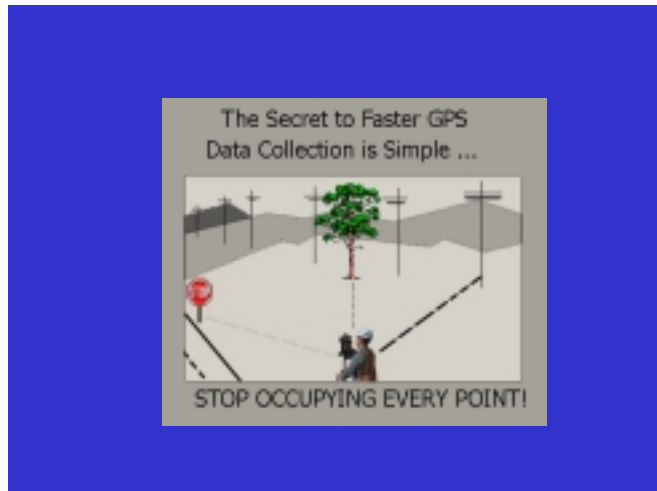 The Secret to Faster GPS
Data Collection is Simple ...
STOP OCCUPYING EVERY POINT!